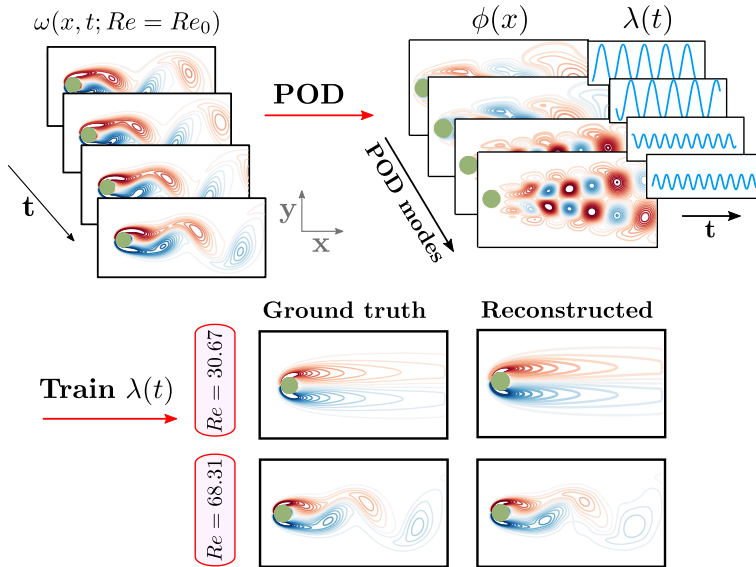 ω(x, t; Re = Re₀)
ϕ(x)
λ(t)
POD
t
y
x
POD modes
t
Ground truth
Reconstructed
Train λ(t)
Re = 30.67
Re = 68.31